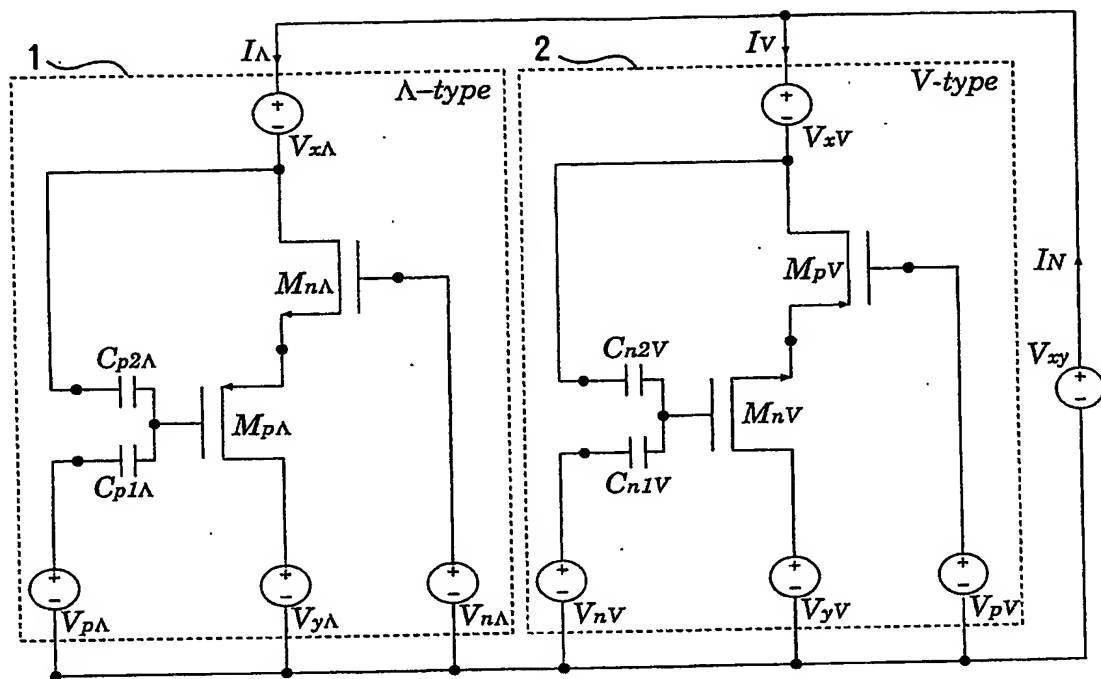 1
IΛ
Λ-type
VxΛ
MnΛ
Cp2Λ
MpΛ
Cp1Λ
VpΛ
VyΛ
VnΛ
2
IV
V-type
VxV
MpV
Cn2V
MnV
Cn1V
VnV
VyV
VpV
IN
Vxy